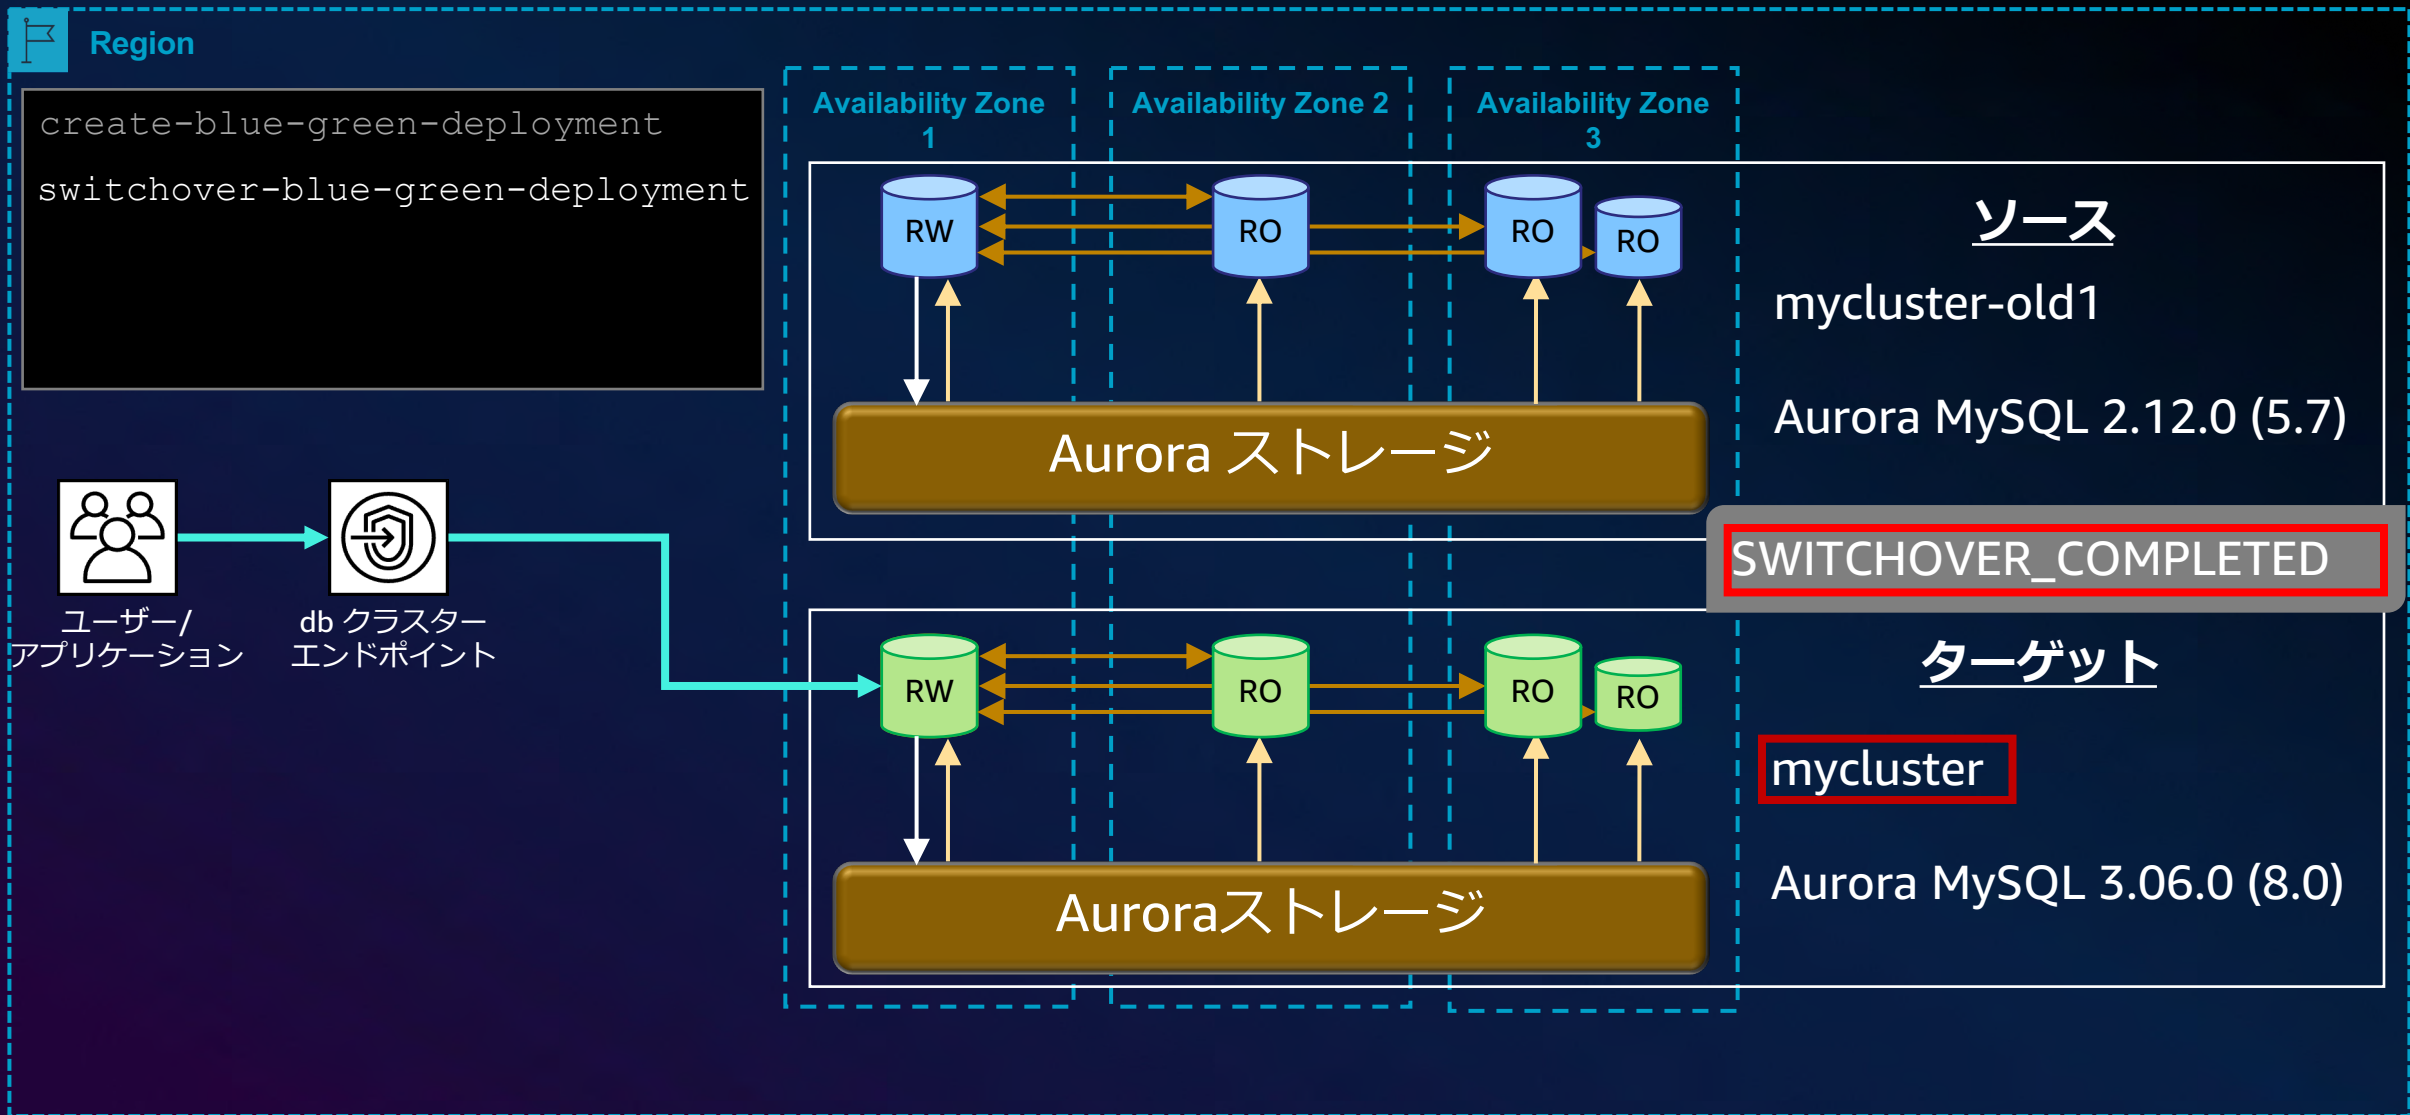 Region
create-blue-green-deployment
switchover-blue-green-deployment
Availability Zone
1
Availability Zone 2
Availability Zone
3
RW
RO
RO
RO
ソース
mycluster-old1
Aurora MySQL 2.12.0 (5.7)
Aurora ストレージ
SWITCHOVER_COMPLETED
ユーザー/
アプリケーション
db クラスター
エンドポイント
RW
RO
RO
RO
ターゲット
mycluster
Aurora MySQL 3.06.0 (8.0)
Auroraストレージ